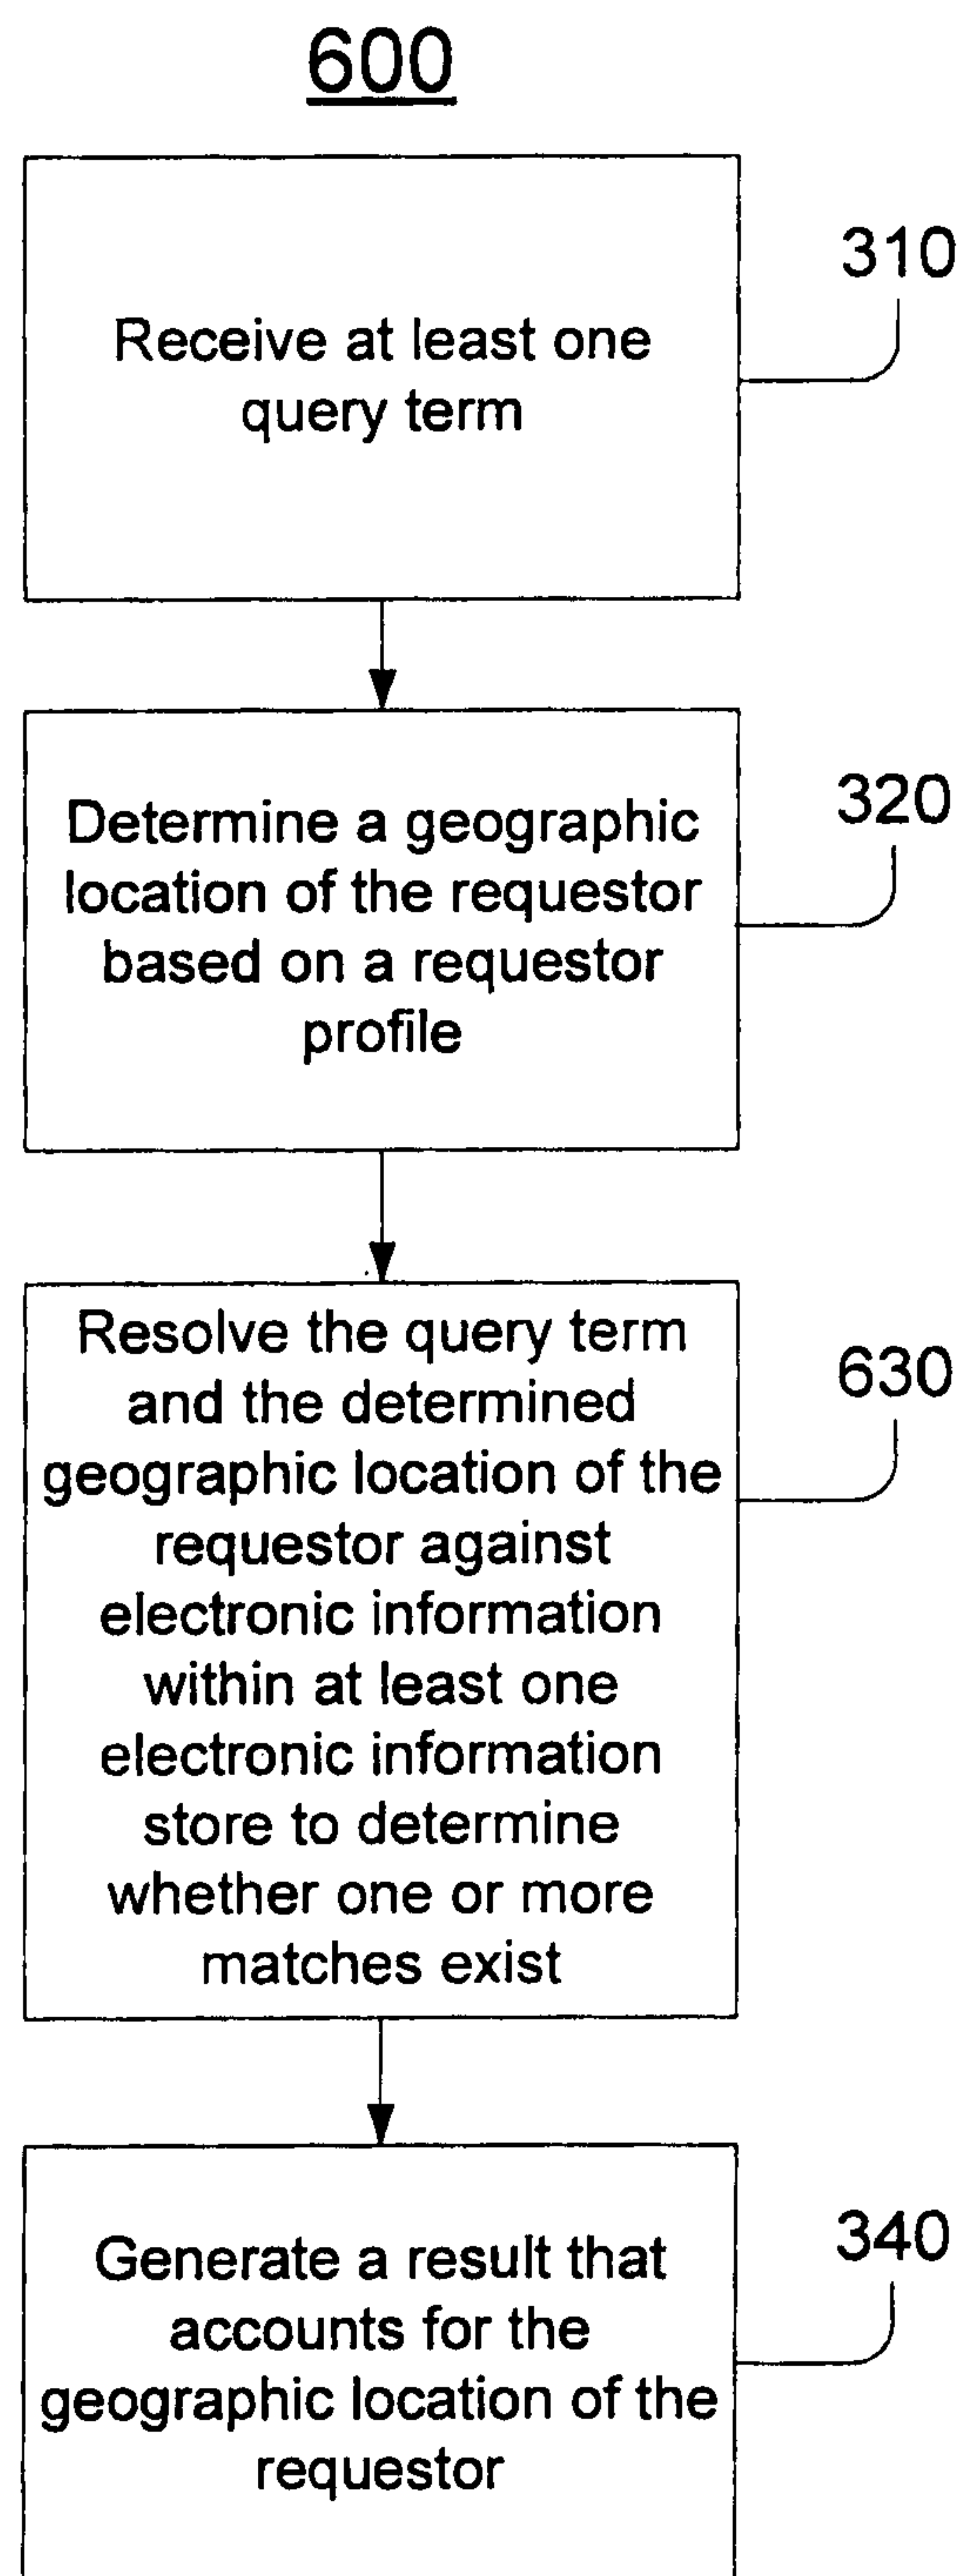 600
310
Receive at least one
query term
320
Determine a geographic
location of the requestor
based on a requestor
profile
630
Resolve the query term
and the determined
geographic location of the
requestor against
electronic information
within at least one
electronic information
store to determine
whether one or more
matches exist
340
Generate a result that
accounts for the
geographic location of the
requestor